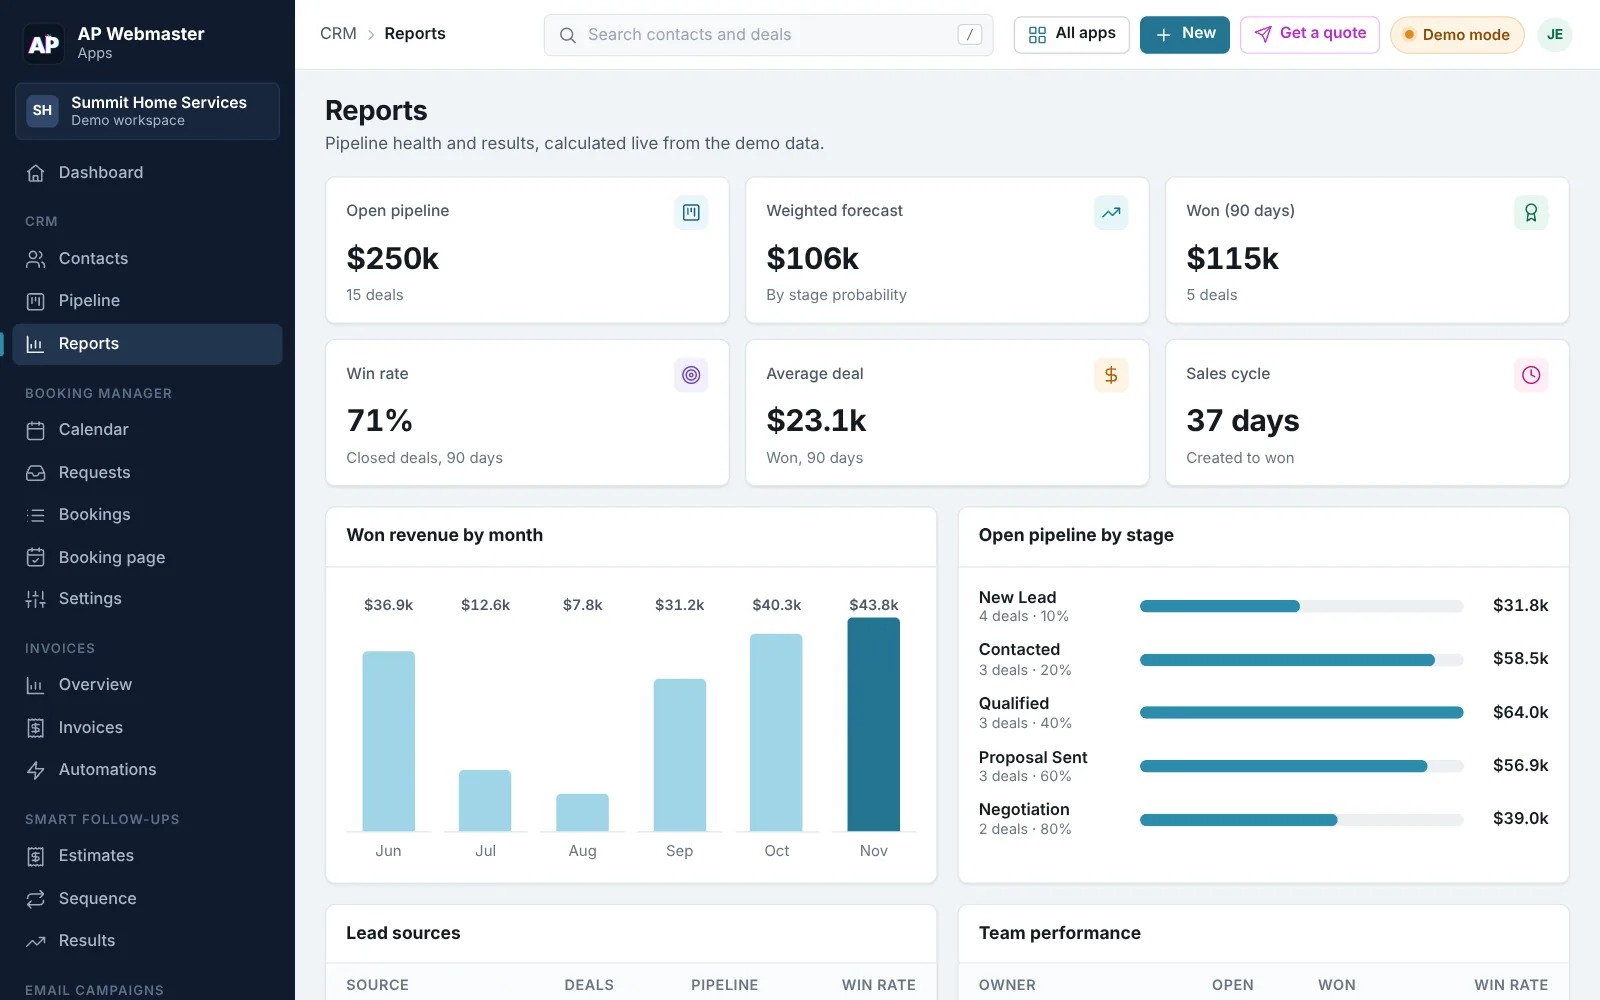 AP
AP Webmaster
Apps
SH
Summit Home Services
Demo workspace
Dashboard
CRM
Contacts
Pipeline
Reports
BOOKING MANAGER
Calendar
Requests
Bookings
Booking page
Settings
INVOICES
Overview
Invoices
Automations
SMART FOLLOW-UPS
Estimates
Sequence
Results
EMAIL CAMPAIGNS
CRM > Reports
Search contacts and deals /
All apps
+ New
Get a quote
Demo mode
JE
Reports
Pipeline health and results, calculated live from the demo data.
Open pipeline
$250k
15 deals
Weighted forecast
$106k
By stage probability
Won (90 days)
$115k
5 deals
Win rate
71%
Closed deals, 90 days
Average deal
$23.1k
Won, 90 days
Sales cycle
37 days
Created to won
Won revenue by month
$36.9k $12.6k $7.8k $31.2k $40.3k $43.8k
Jun Jul Aug Sep Oct Nov
Open pipeline by stage
New Lead
4 deals · 10%
$31.8k
Contacted
3 deals · 20%
$58.5k
Qualified
3 deals · 40%
$64.0k
Proposal Sent
3 deals · 60%
$56.9k
Negotiation
2 deals · 80%
$39.0k
Lead sources
SOURCE DEALS PIPELINE WIN RATE
Team performance
OWNER OPEN WON WIN RATE